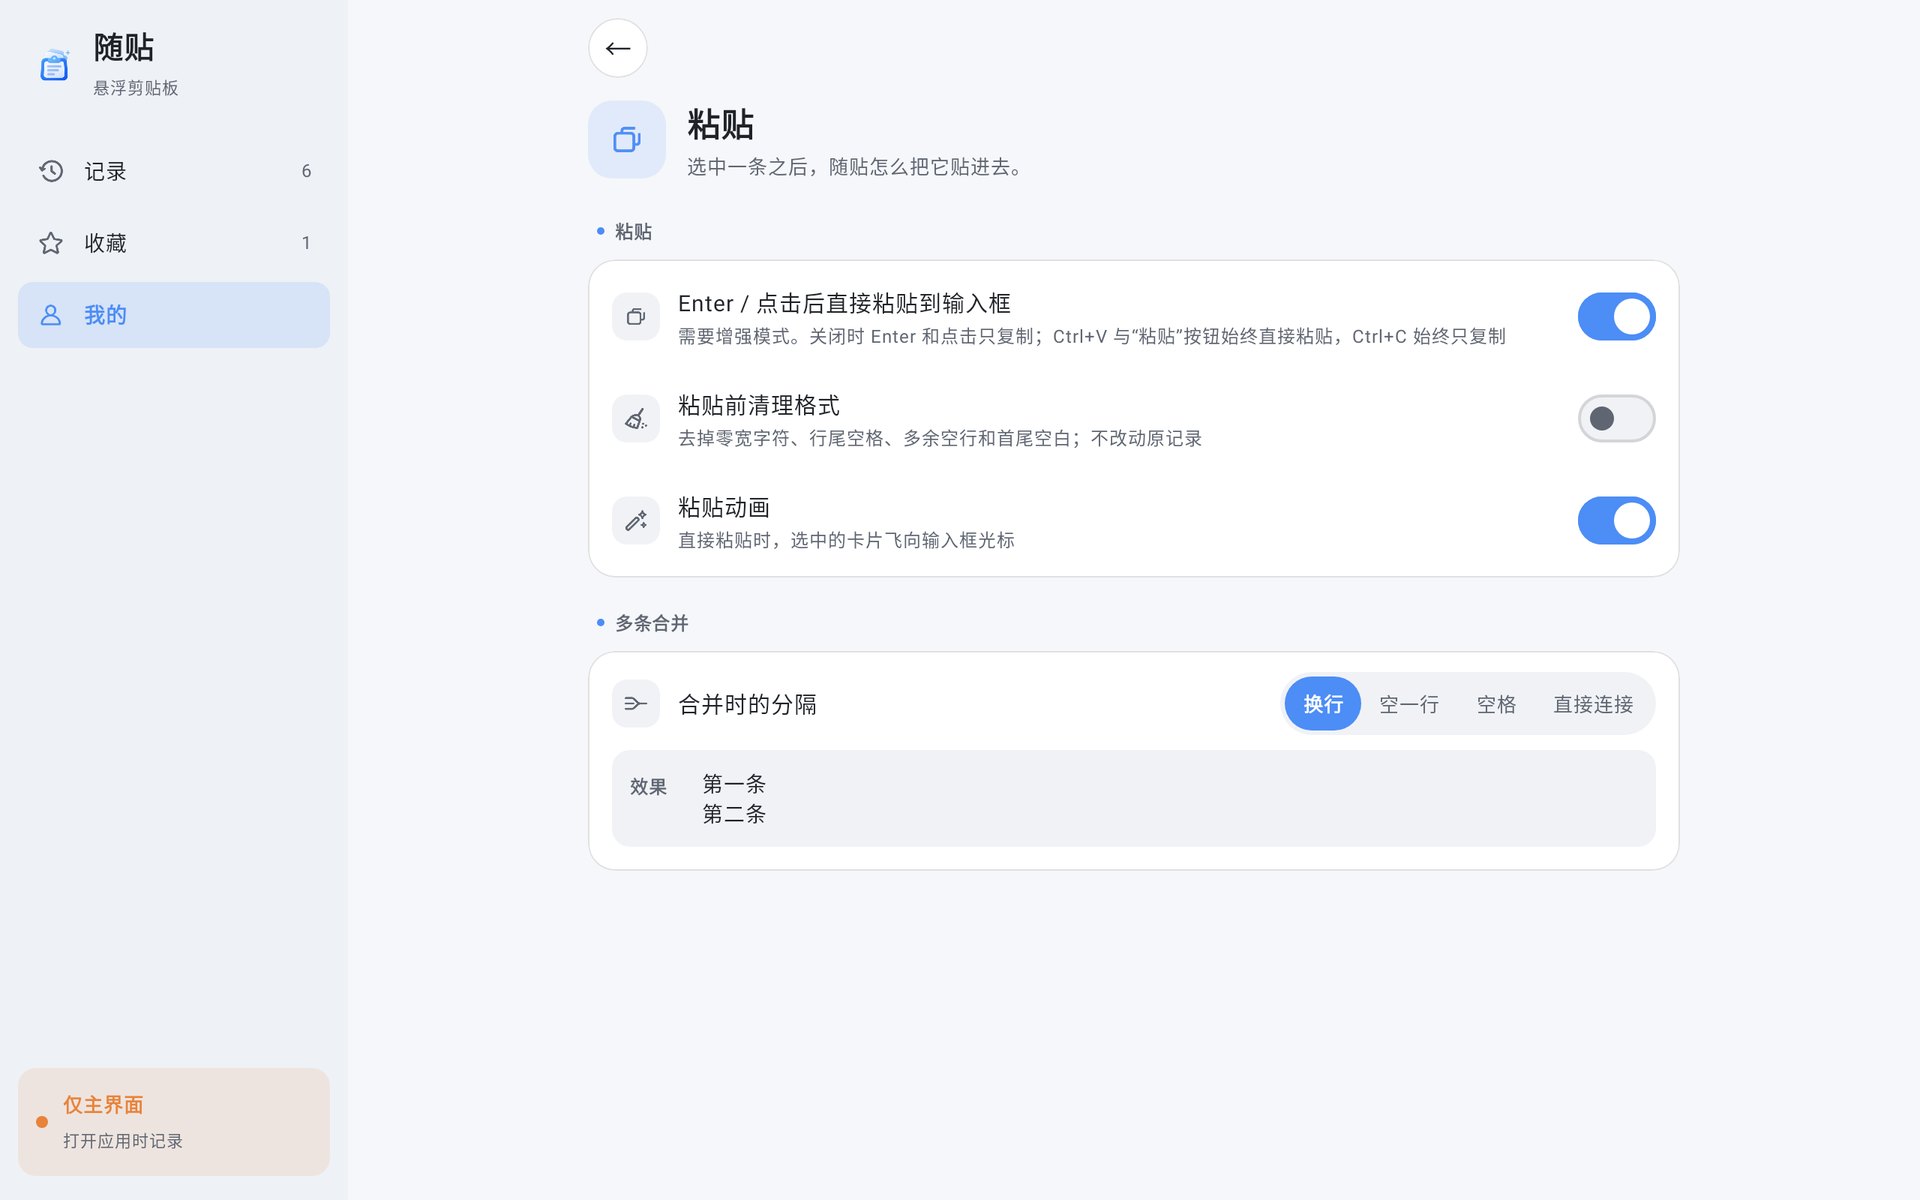 随贴
悬浮剪贴板
记录 6
收藏 1
我的
仅主界面
打开应用时记录
粘贴
选中一条之后，随贴怎么把它贴进去。
粘贴
Enter / 点击后直接粘贴到输入框
需要增强模式。关闭时 Enter 和点击只复制；Ctrl+V 与“粘贴”按钮始终直接粘贴，Ctrl+C 始终只复制
粘贴前清理格式
去掉零宽字符、行尾空格、多余空行和首尾空白；不改动原记录
粘贴动画
直接粘贴时，选中的卡片飞向输入框光标
多条合并
合并时的分隔 换行 空一行 空格 直接连接
效果 第一条
第二条